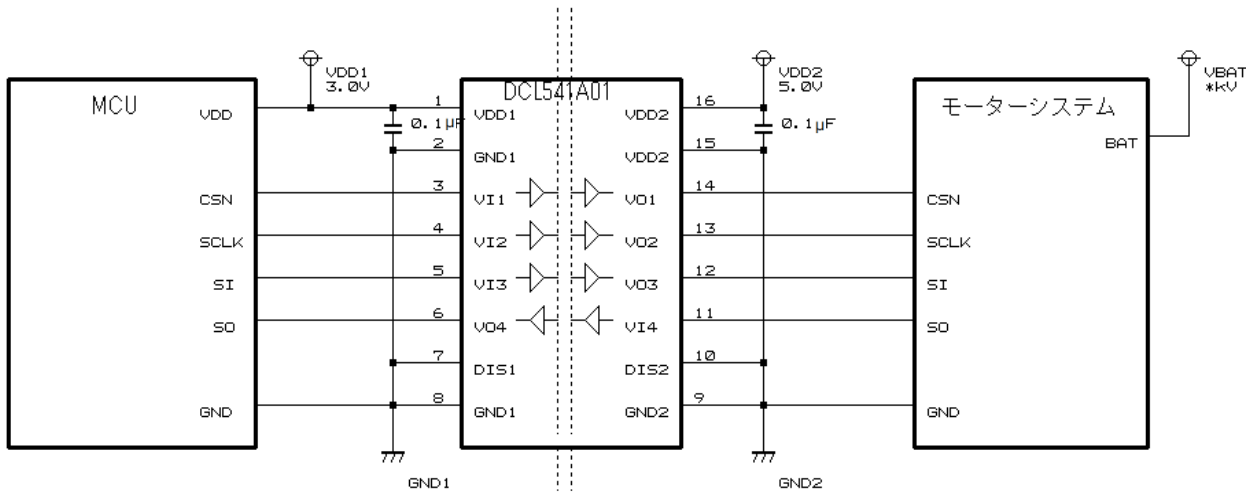 VDD1
3.0V
VDD2
5.0V
VBAT
*kV
MCU
DCL541A01
モーターシステム
VDD
1
VDD1
0.1μF
2
GND1
CSN
3
VI1
SCLK
4
VI2
SI
5
VI3
SO
6
VO4
7
DIS1
GND
8
GND1
16
VDD2
0.1μF
15
VDD2
14
VO1
13
VO2
12
VO3
11
VI4
10
DIS2
9
GND2
BAT
CSN
SCLK
SI
SO
GND
GND1
GND2